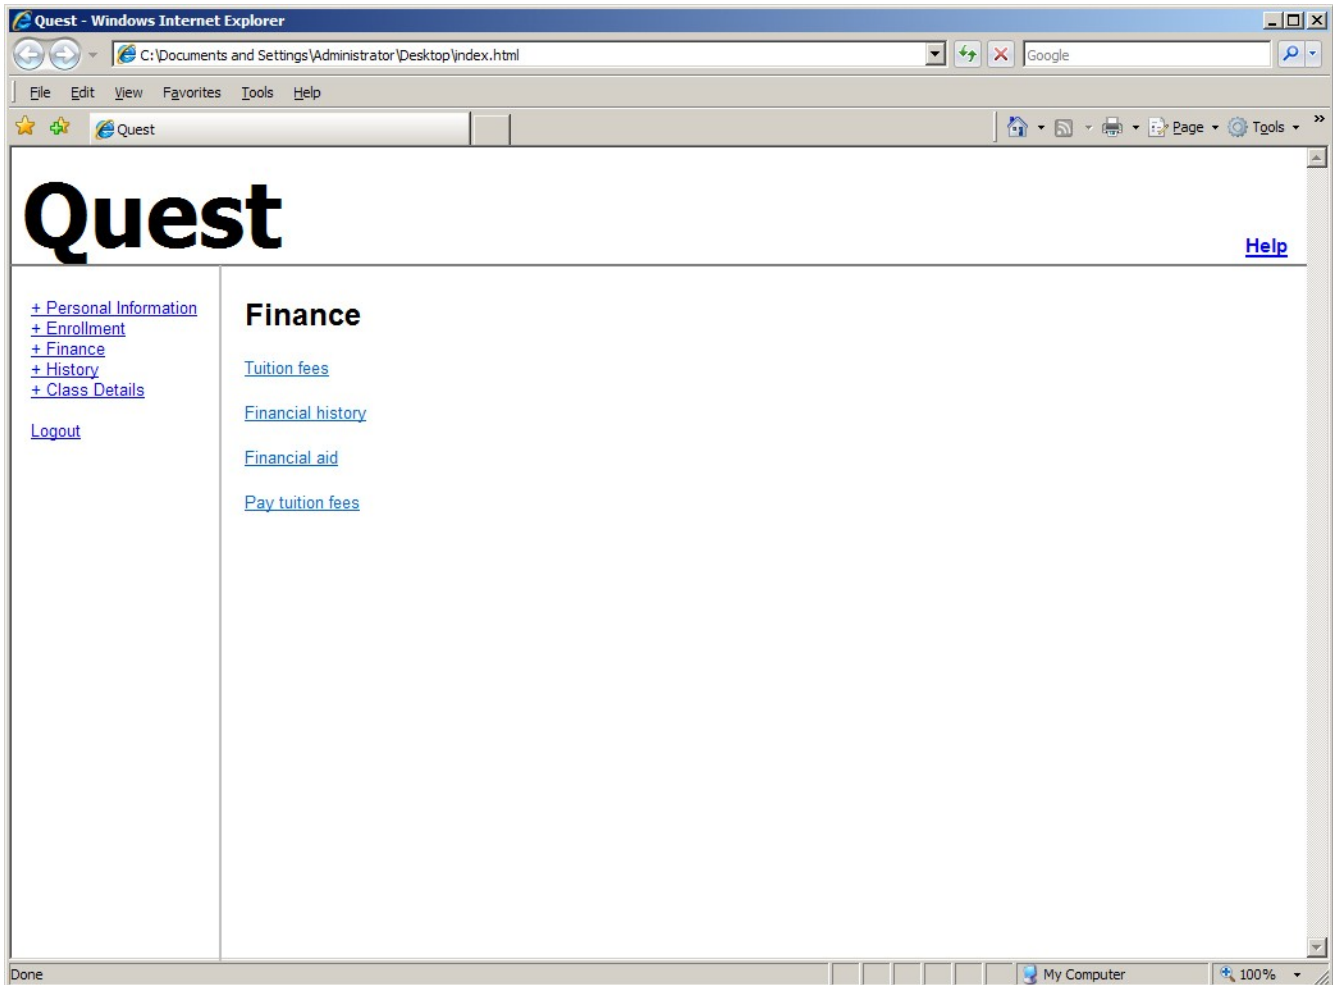 Quest - Windows Internet Explorer
C:\Documents and Settings\Administrator\Desktop\index.html
Google
File Edit View Favorites Tools Help
Quest
Page Tools »
Quest
Help
+ Personal Information
+ Enrollment
+ Finance
+ History
+ Class Details
Logout
Finance
Tuition fees
Financial history
Financial aid
Pay tuition fees
Done
My Computer
100%